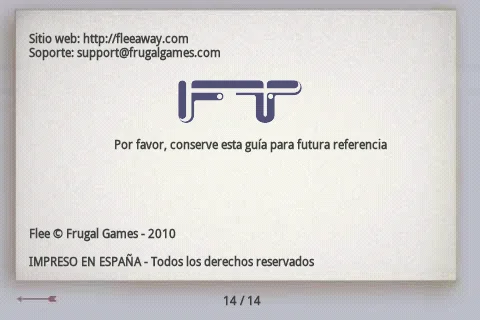 Sitio web: http://fleeaway.com
Soporte: support@frugalgames.com
Por favor, conserve esta guía para futura referencia
Flee © Frugal Games - 2010
IMPRESO EN ESPAÑA - Todos los derechos reservados
14 / 14